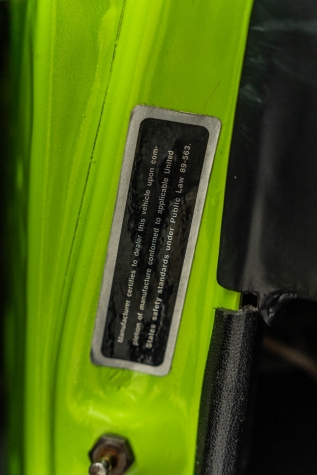 Manufacturer certifies to dealer this vehicle upon com-
pletion of manufacture conformed to applicable United
States safety standards under Public Law 89-563.